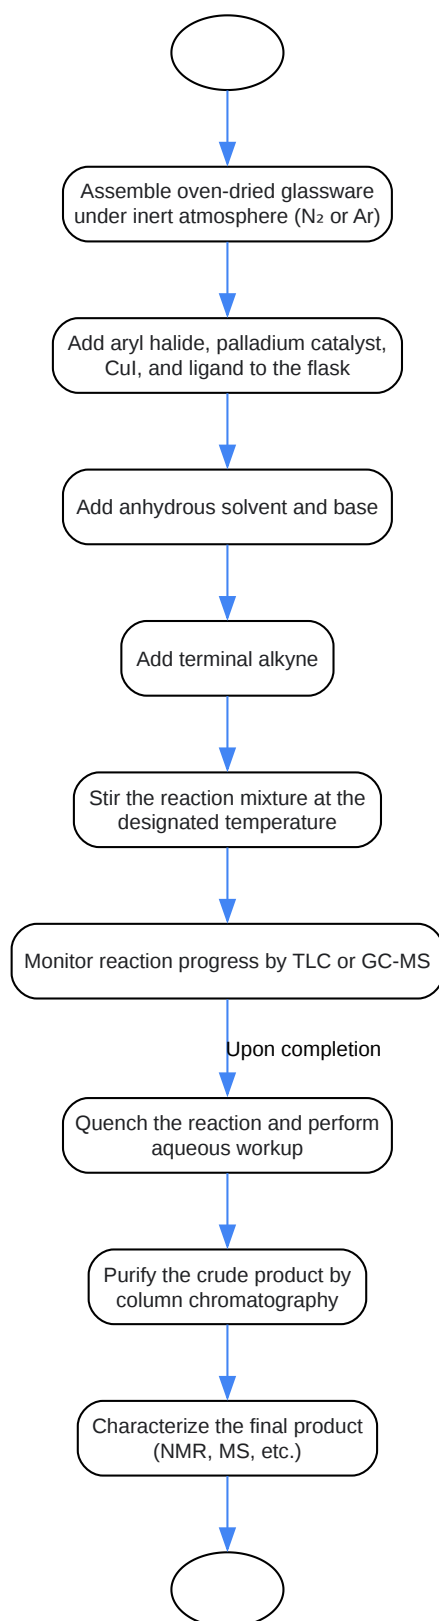 Assemble oven-dried glassware
under inert atmosphere (N₂ or Ar)
Add aryl halide, palladium catalyst,
CuI, and ligand to the flask
Add anhydrous solvent and base
Add terminal alkyne
Stir the reaction mixture at the
designated temperature
Monitor reaction progress by TLC or GC-MS
Upon completion
Quench the reaction and perform
aqueous workup
Purify the crude product by
column chromatography
Characterize the final product
(NMR, MS, etc.)